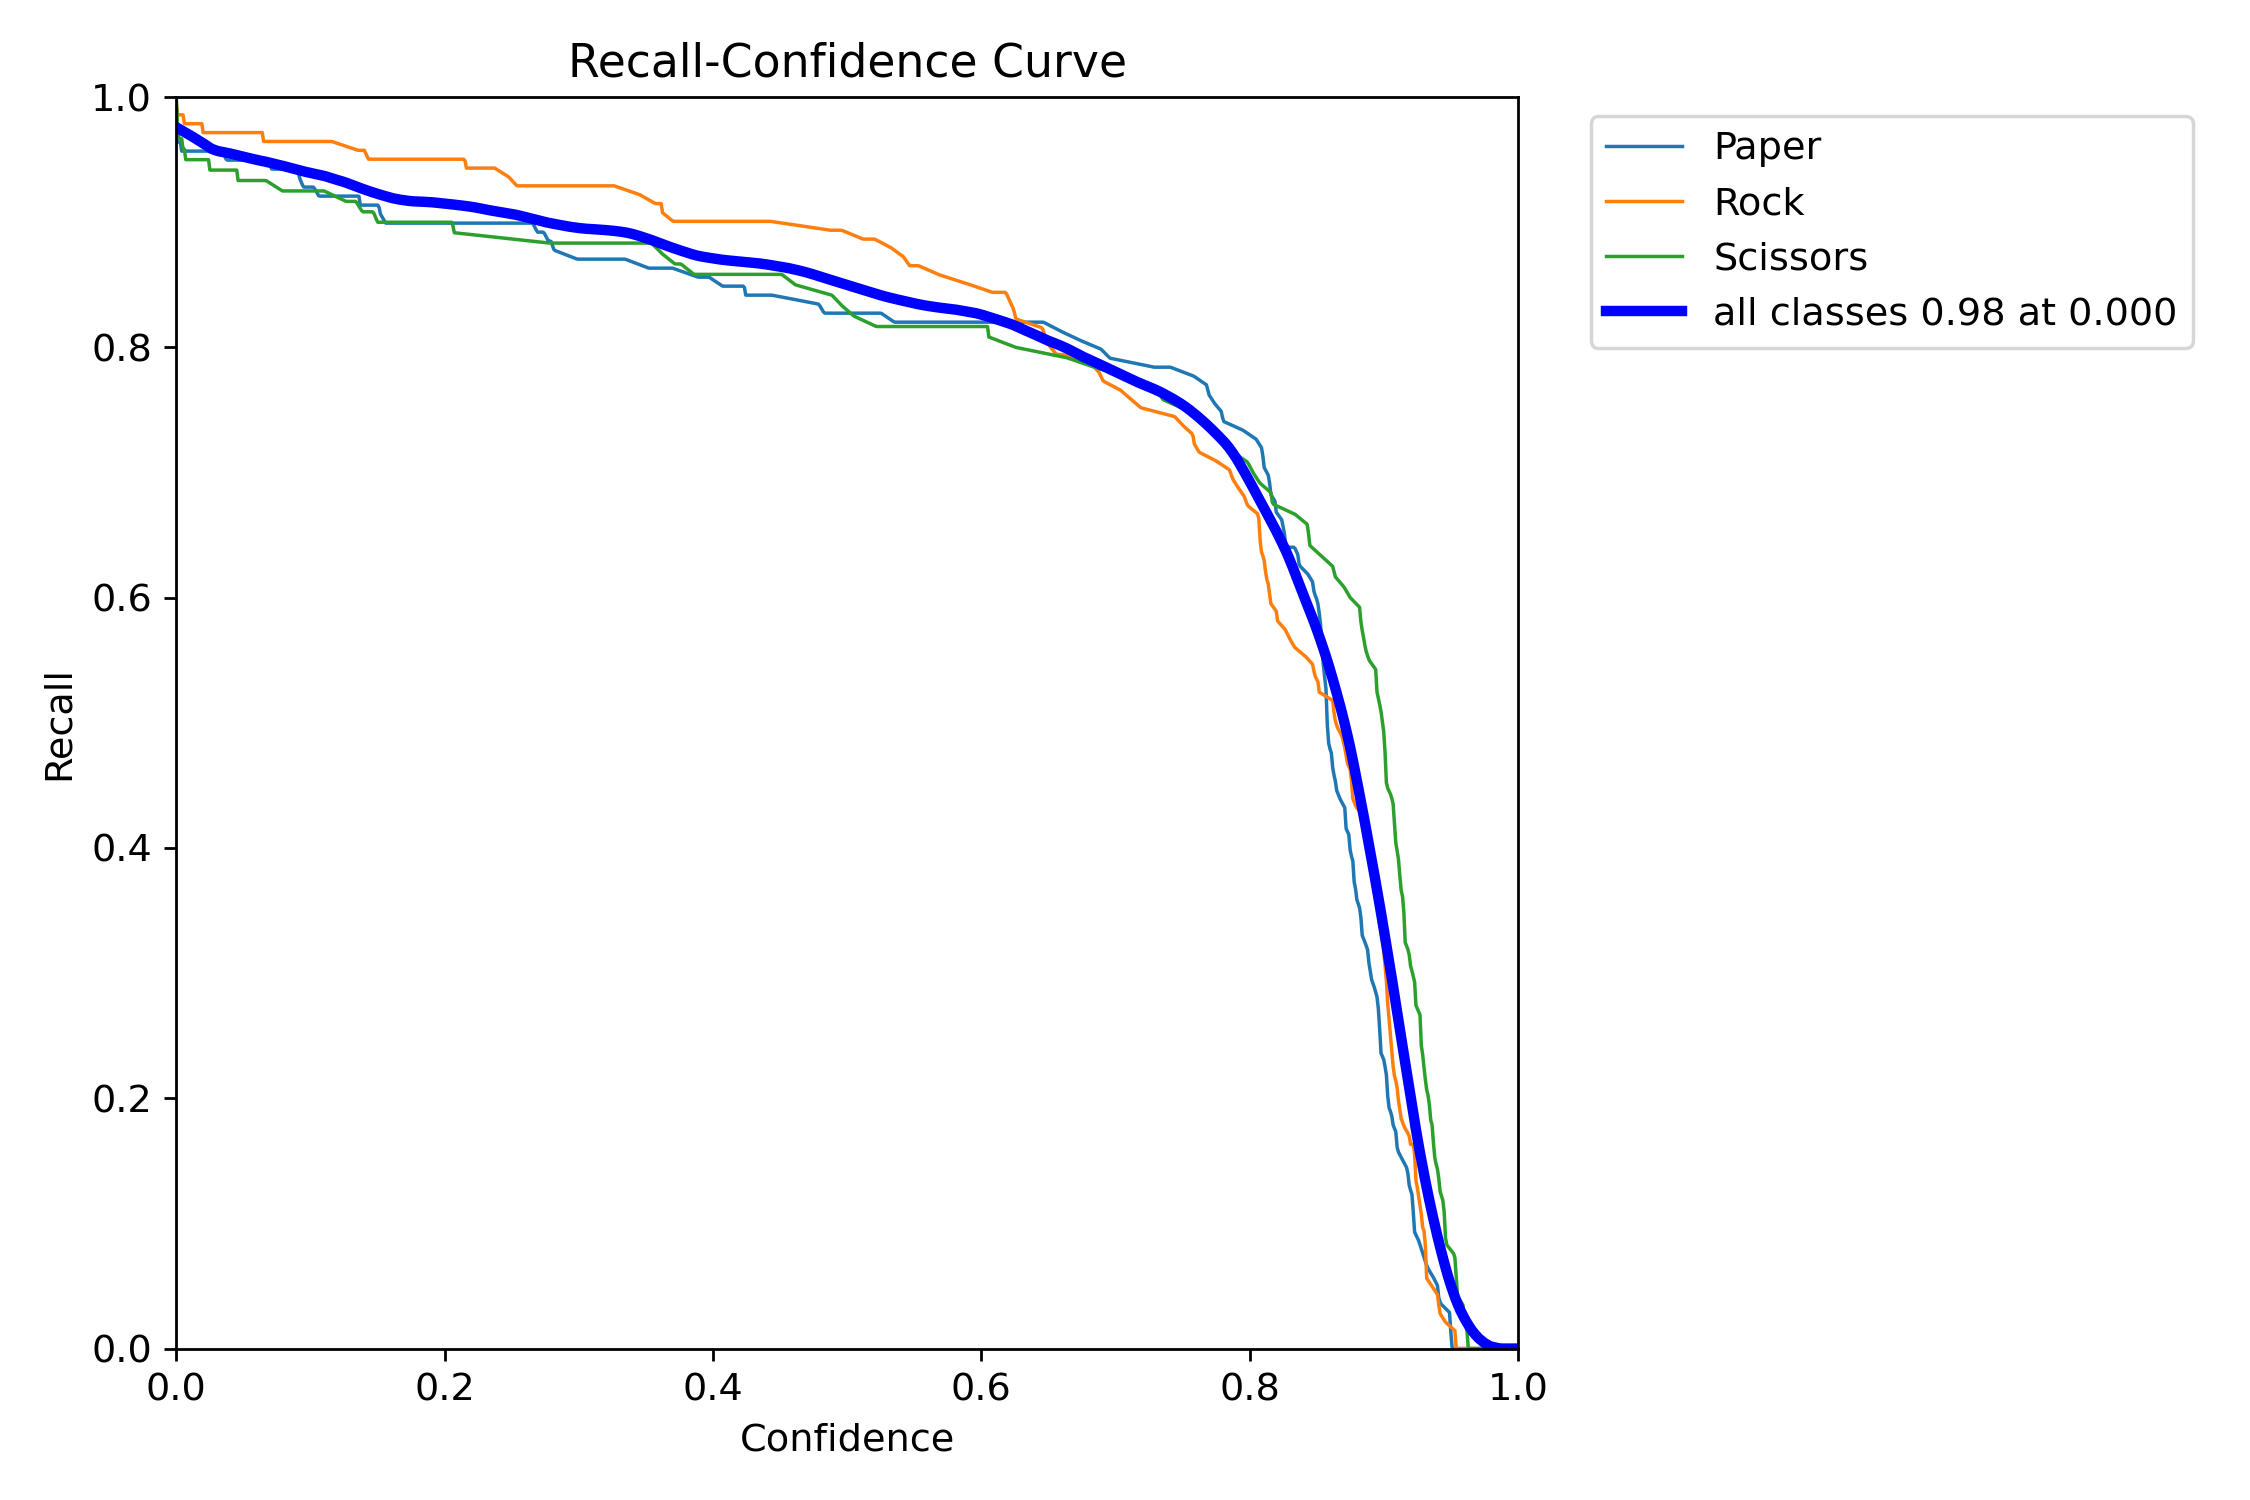 Recall-Confidence Curve
1.0
0.8
0.6
0.4
0.2
0.0
Recall
0.0 0.2 0.4 0.6 0.8 1.0
Confidence
Paper
Rock
Scissors
all classes 0.98 at 0.000